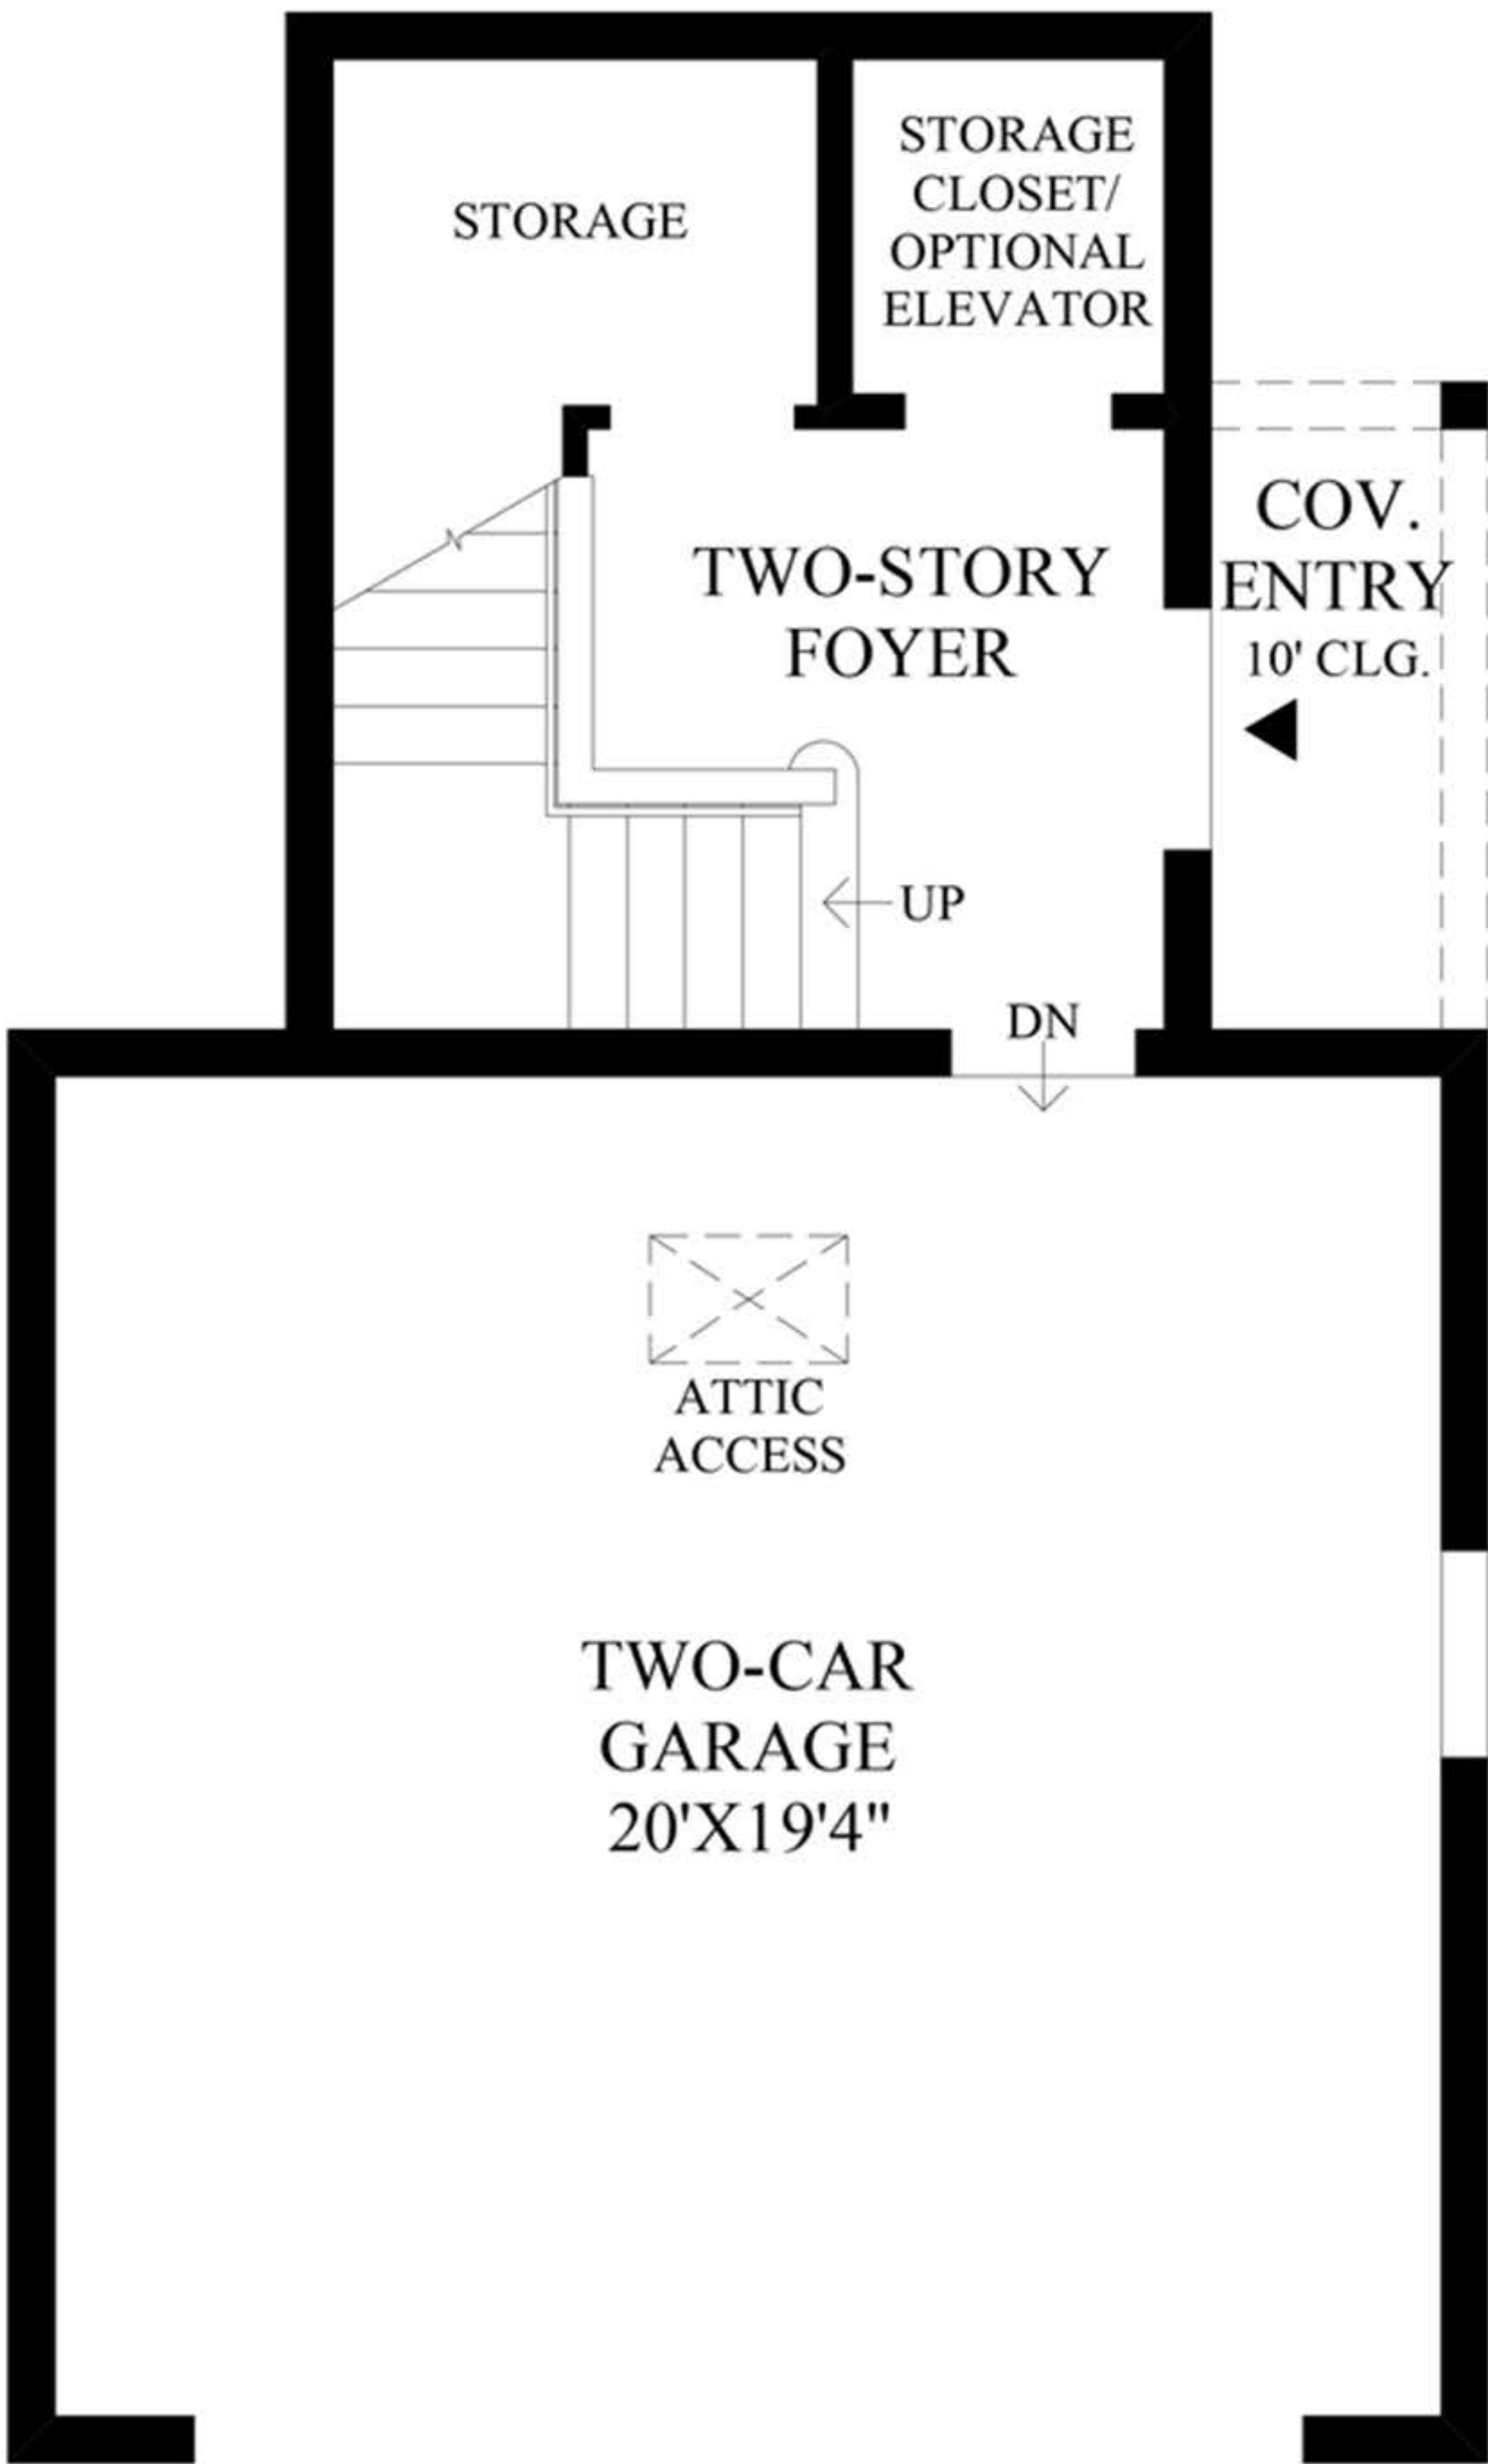 STORAGE
STORAGE
CLOSET/
OPTIONAL
ELEVATOR
TWO-STORY
FOYER
COV.
ENTRY
10' CLG.
UP
DN
ATTIC
ACCESS
TWO-CAR
GARAGE
20'X19'4"